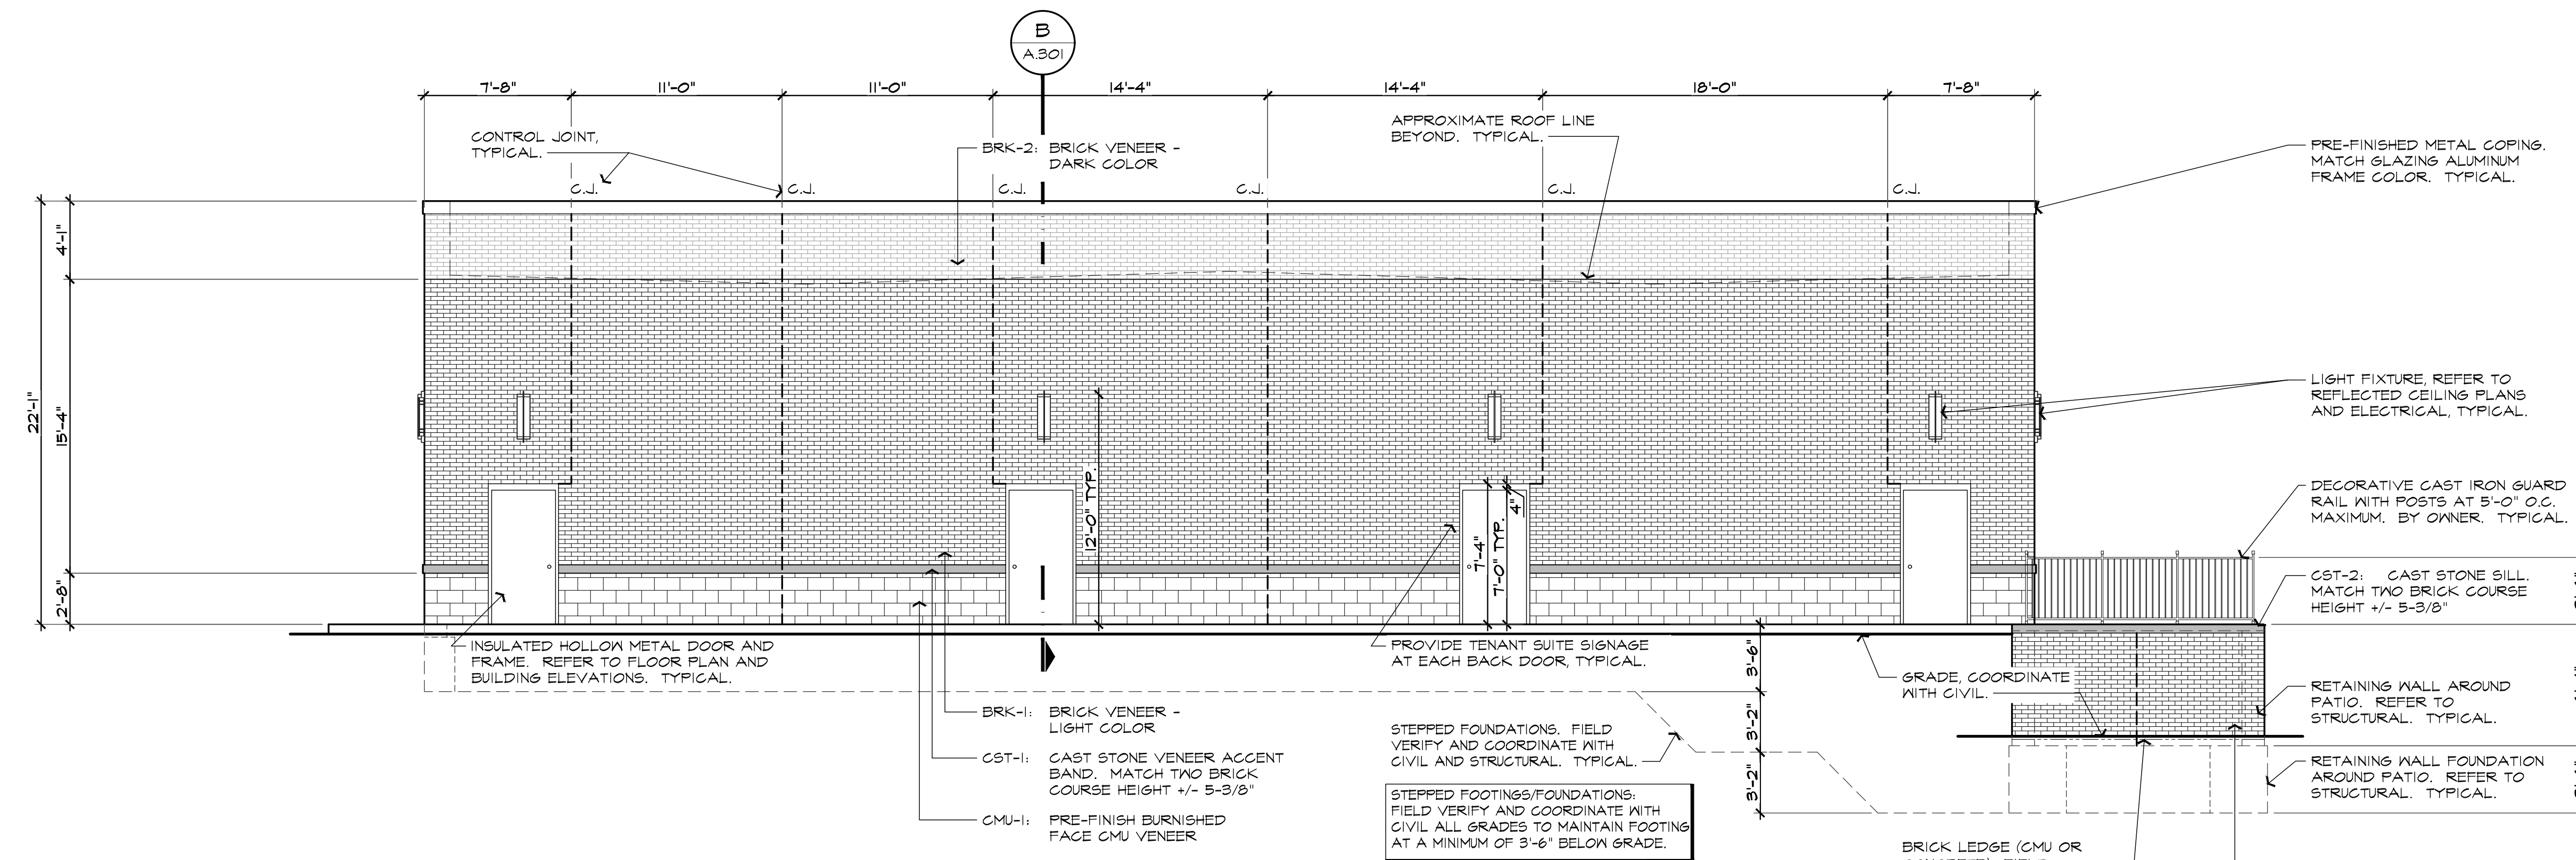 B
A.301
7'-8"
11'-0"
11'-0"
14'-4"
14'-4"
18'-0"
7'-8"
CONTROL JOINT,
TYPICAL.
BRK-2: BRICK VENEER -
DARK COLOR
APPROXIMATE ROOF LINE
BEYOND. TYPICAL.
PRE-FINISHED METAL COPING.
MATCH GLAZING ALUMINUM
FRAME COLOR. TYPICAL.
C.J.
C.J.
C.J.
C.J.
C.J.
C.J.
22'-1"
4'-1"
15'-4"
2'-8"
LIGHT FIXTURE, REFER TO
REFLECTED CEILING PLANS
AND ELECTRICAL, TYPICAL.
12'-0" TYP.
7'-4"
7'-0" TYP.
4"
DECORATIVE CAST IRON GUARD
RAIL WITH POSTS AT 5'-0" O.C.
MAXIMUM. BY OWNER. TYPICAL.
CST-2: CAST STONE SILL.
MATCH TWO BRICK COURSE
HEIGHT +/- 5-3/8"
INSULATED HOLLOW METAL DOOR AND
FRAME. REFER TO FLOOR PLAN AND
BUILDING ELEVATIONS. TYPICAL.
PROVIDE TENANT SUITE SIGNAGE
AT EACH BACK DOOR, TYPICAL.
3'-6"
3'-2"
3'-2"
GRADE, COORDINATE
WITH CIVIL.
RETAINING WALL AROUND
PATIO. REFER TO
STRUCTURAL. TYPICAL.
BRK-1: BRICK VENEER -
LIGHT COLOR
CST-1: CAST STONE VENEER ACCENT
BAND. MATCH TWO BRICK
COURSE HEIGHT +/- 5-3/8"
CMU-1: PRE-FINISH BURNISHED
FACE CMU VENEER
STEPPED FOUNDATIONS. FIELD
VERIFY AND COORDINATE WITH
CIVIL AND STRUCTURAL. TYPICAL.
STEPPED FOOTINGS/FOUNDATIONS:
FIELD VERIFY AND COORDINATE WITH
CIVIL ALL GRADES TO MAINTAIN FOOTING
AT A MINIMUM OF 3'-6" BELOW GRADE.
RETAINING WALL FOUNDATION
AROUND PATIO. REFER TO
STRUCTURAL. TYPICAL.
BRICK LEDGE (CMU OR